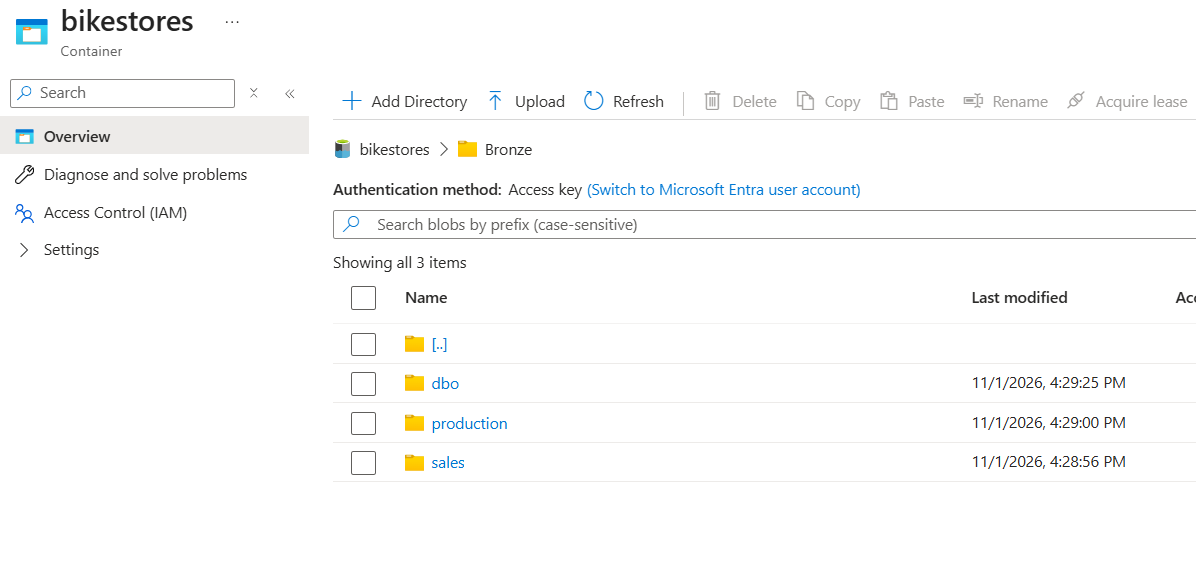 bikestores ...
Container
Search
Add Directory Upload Refresh Delete Copy Paste Rename Acquire lease
Overview
Diagnose and solve problems
Access Control (IAM)
Settings
bikestores > Bronze
Authentication method: Access key (Switch to Microsoft Entra user account)
Search blobs by prefix (case-sensitive)
Showing all 3 items
Name Last modified
[..]
dbo 11/1/2026, 4:29:25 PM
production 11/1/2026, 4:29:00 PM
sales 11/1/2026, 4:28:56 PM